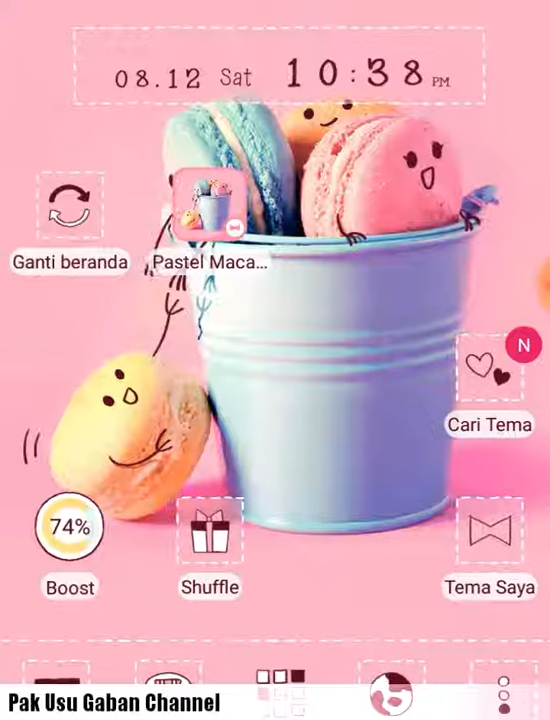 08.12 Sat 10:38 PM
Ganti beranda
Pastel Maca...
N
Cari Tema
74%
Boost
Shuffle
Tema Saya
Pak Usu Gaban Channel